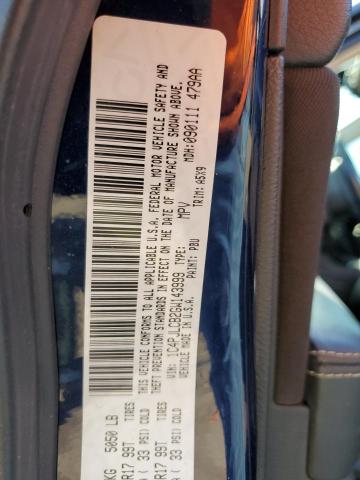 KG 5050 LB
R17 99T TIRES
( 33 PSI) COLD
R17 99T TIRES
( 33 PSI) COLD
THIS VEHICLE CONFORMS TO ALL APPLICABLE U.S.A. FEDERAL MOTOR VEHICLE SAFETY AND
THEFT PREVENTION STANDARDS IN EFFECT ON THE DATE OF MANUFACTURE SHOWN ABOVE.
VIN: 1C4PJLCB2GW143999 TYPE: MPV MDH: 090111 479AA
VEHICLE MADE IN U.S.A. PAINT: PBU TRIM: A5X9